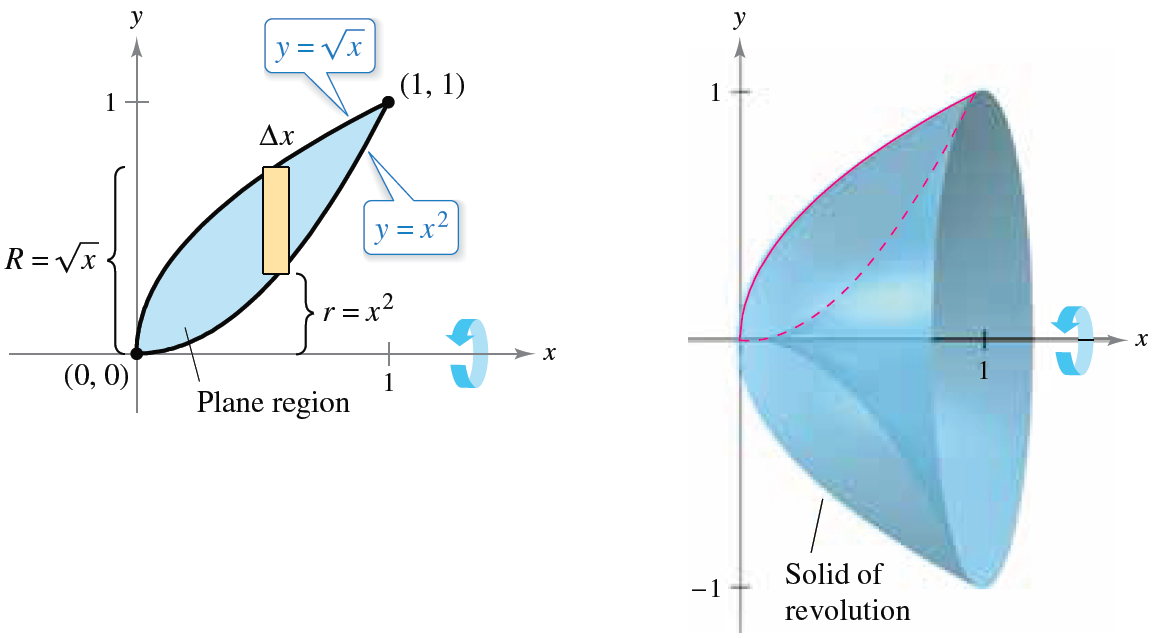 y
y = √x
(1, 1)
1
Δx
R = √x
y = x²
r = x²
x
(0, 0)
1
Plane region
y
1
x
1
−1
Solid of
revolution